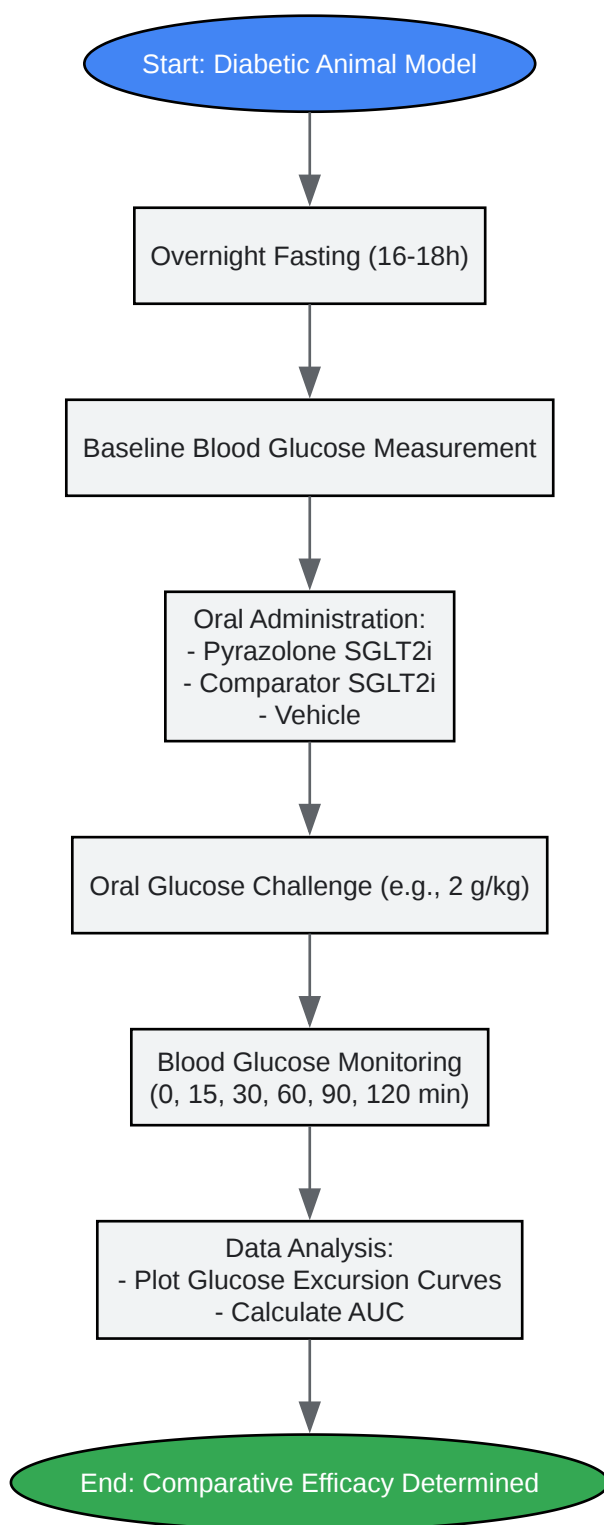 Start: Diabetic Animal Model
Overnight Fasting (16-18h)
Baseline Blood Glucose Measurement
Oral Administration:
- Pyrazolone SGLT2i
- Comparator SGLT2i
- Vehicle
Oral Glucose Challenge (e.g., 2 g/kg)
Blood Glucose Monitoring
(0, 15, 30, 60, 90, 120 min)
Data Analysis:
- Plot Glucose Excursion Curves
- Calculate AUC
End: Comparative Efficacy Determined